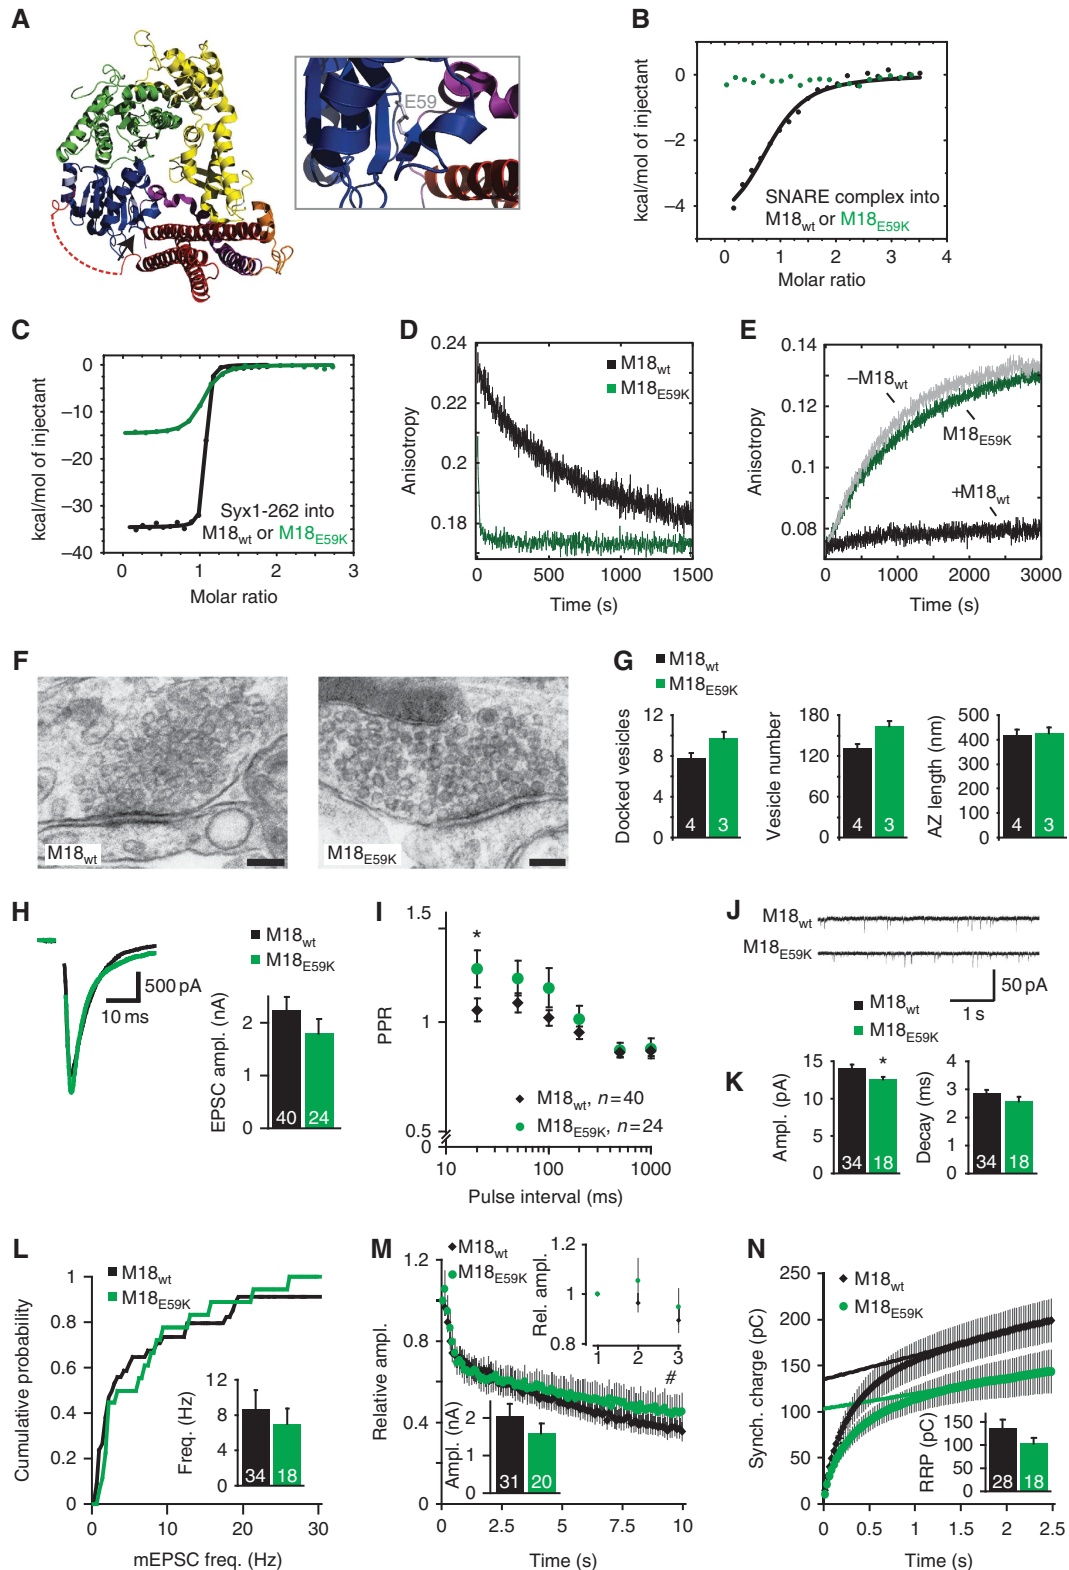 A
E59
B
kcal/mol of injectant
0
−2
−4
SNARE complex into
M18wt or M18E59K
0 1 2 3 4
Molar ratio
C
kcal/mol of injectant
0
−10
−20
−30
−40
Syx1-262 into
M18wt or M18E59K
0 1 2 3
Molar ratio
D
Anisotropy
0.24
0.22
0.2
0.18
M18wt
M18E59K
0 500 1000 1500
Time (s)
E
Anisotropy
0.14
0.12
0.1
0.08
−M18wt
M18E59K
+M18wt
0 1000 2000 3000
Time (s)
F
M18wt
M18E59K
G
M18wt
M18E59K
Docked vesicles
12
8
4
0
4 3
Vesicle number
180
120
60
0
4 3
AZ length (nm)
500
400
300
200
100
0
4 3
H
500 pA
10 ms
M18wt
M18E59K
EPSC ampl. (nA)
2
1
0
40 24
I
PPR
1.5
1
0.5
0
*
M18wt, n=40
M18E59K, n=24
10 100 1000
Pulse interval (ms)
J
M18wt
M18E59K
50 pA
1 s
M18wt
M18E59K
K
Ampl. (pA)
15
10
5
0
*
34 18
Decay (ms)
4
3
2
1
0
34 18
L
Cumulative probability
1
0.8
0.6
0.4
0.2
0
M18wt
M18E59K
Freq. (Hz)
12
8
4
0
34 18
0 10 20 30
mEPSC freq. (Hz)
M
Relative ampl.
1.2
0.8
0.4
0
M18wt
M18E59K
Rel. ampl.
1.2
1
0.8
1 2 3
#
Ampl. (nA)
2
1
0
31 20
0 2.5 5 7.5 10
Time (s)
N
Synch. charge (pC)
250
200
150
100
50
0
M18wt
M18E59K
RRP (pC)
150
100
50
0
28 18
0 0.5 1 1.5 2 2.5
Time (s)